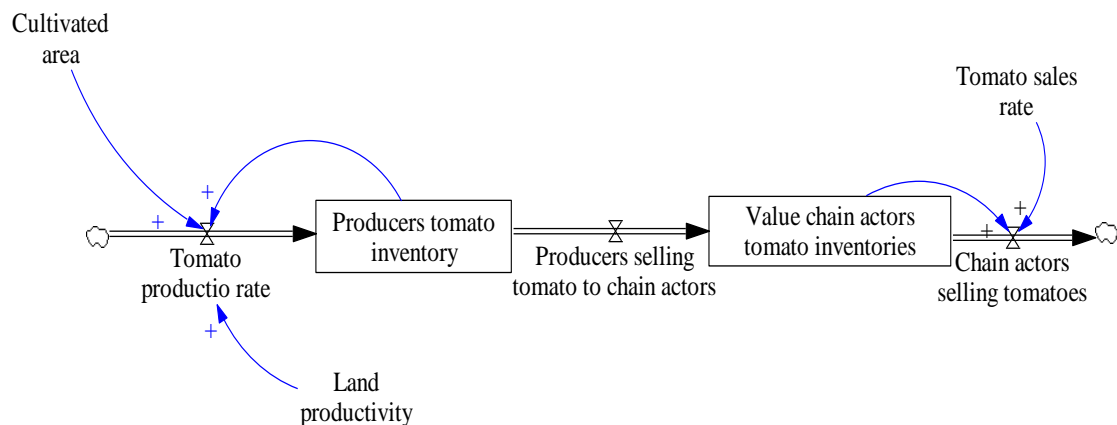 Cultivated
area
Tomato sales
rate
+
+
+
+
Producers tomato
inventory
Value chain actors
tomato inventories
Tomato
productio rate
Producers selling
tomato to chain actors
Chain actors
selling tomatoes
+
Land
productivity